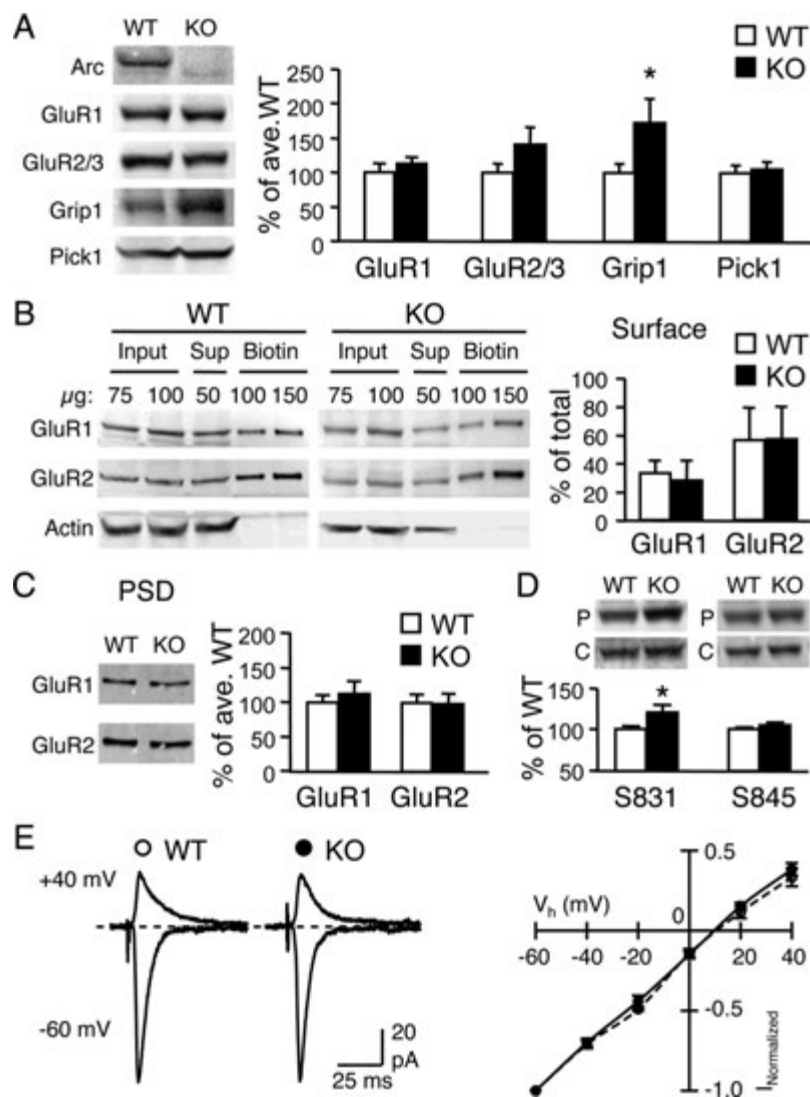 A
WT KO
Arc
GluR1
GluR2/3
Grip1
Pick1
% of ave.WT
250
200
150
100
50
0
*
WT
KO
GluR1 GluR2/3 Grip1 Pick1
B
WT KO
Input Sup Biotin Input Sup Biotin
µg: 75 100 50 100 150 75 100 50 100 150
GluR1
GluR2
Actin
Surface
WT
KO
% of total
100
80
60
40
20
0
GluR1 GluR2
C
PSD
WT KO
GluR1
GluR2
% of ave. WT
200
150
100
50
0
WT
KO
GluR1 GluR2
D
WT KO WT KO
P P
C C
% of WT
150
100
50
*
S831 S845
E
WT KO
+40 mV
-60 mV
20
pA
25 ms
Vh (mV)
0.5
0
-60 -40 -20 20 40
-0.5
-1.0
INormalized